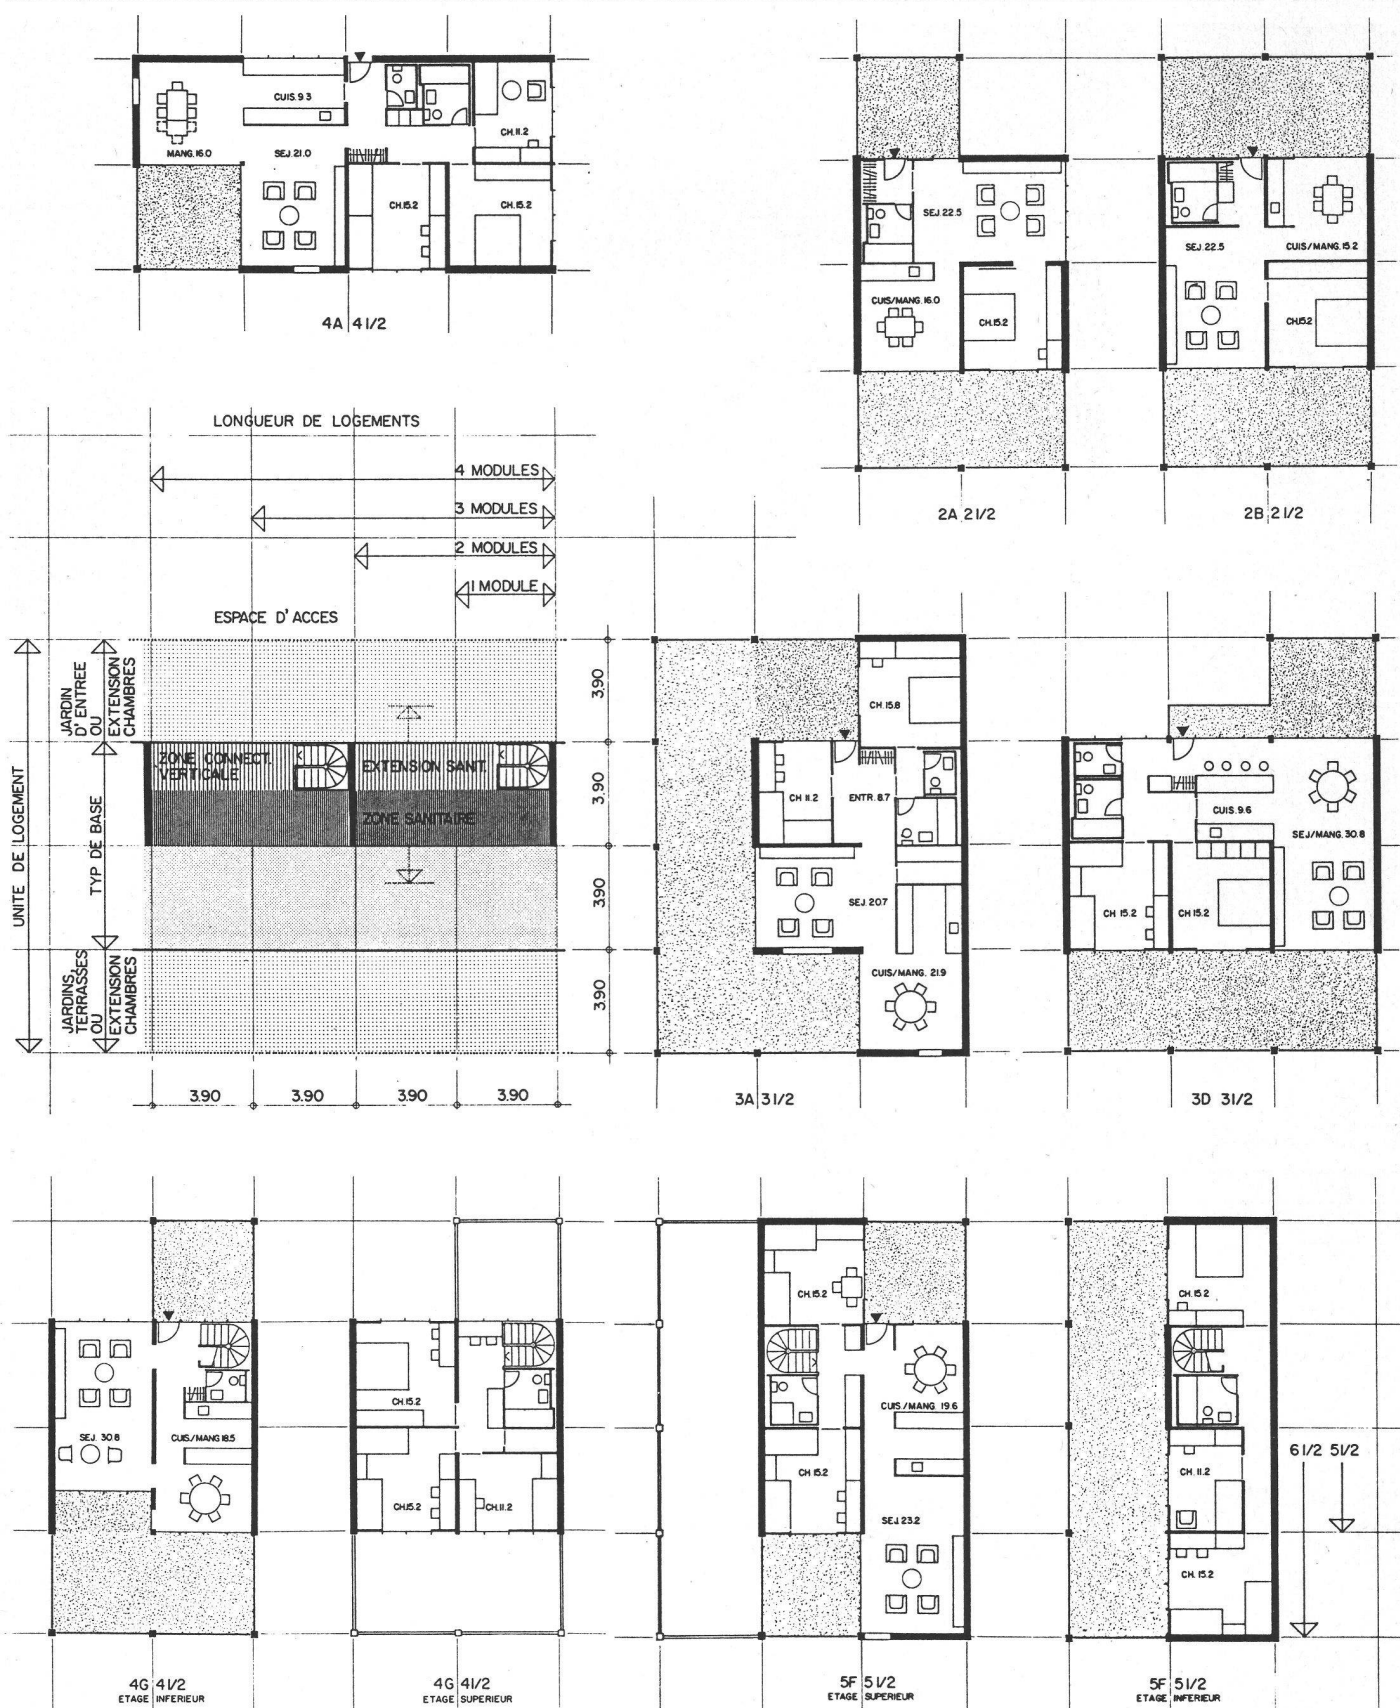 CUIS. 9.3
MANG. 16.0
SEJ. 21.0
CH. 11.2
CH. 15.2
CH. 15.2
4A 4 1/2
SEJ. 22.5
CUIS/MANG. 16.0
CH. 15.2
2A 2 1/2
SEJ. 22.5
CUIS/MANG. 15.2
CH. 15.2
2B 2 1/2
LONGUEUR DE LOGEMENTS
4 MODULES
3 MODULES
2 MODULES
1 MODULE
ESPACE D'ACCES
UNITE DE LOGEMENT
JARDIN
D'ENTREE
OU
EXTENSION
CHAMBRES
TYP DE BASE
JARDINS,
TERRASSES
OU
EXTENSION
CHAMBRES
ZONE CONNECT.
VERTICALE
EXTENSION SANIT.
ZONE SANITAIRE
3.90
3.90
3.90
3.90
3.90 3.90 3.90 3.90
CH. 15.8
CH 11.2
ENTR. 8.7
SEJ. 20.7
CUIS/MANG. 21.9
3A 3 1/2
CUIS. 9.6
SEJ/MANG. 30.8
CH 15.2
CH 15.2
3D 3 1/2
SEJ. 30.8
CUIS/MANG 18.5
4G 4 1/2
ETAGE INFERIEUR
CH. 15.2
CH. 15.2
CH. 11.2
4G 4 1/2
ETAGE SUPERIEUR
CH. 15.2
CUIS/MANG. 19.6
CH 15.2
SEJ. 23.2
5F 5 1/2
ETAGE SUPERIEUR
CH. 15.2
CH. 11.2
CH. 15.2
6 1/2 5 1/2
5F 5 1/2
ETAGE INFERIEUR